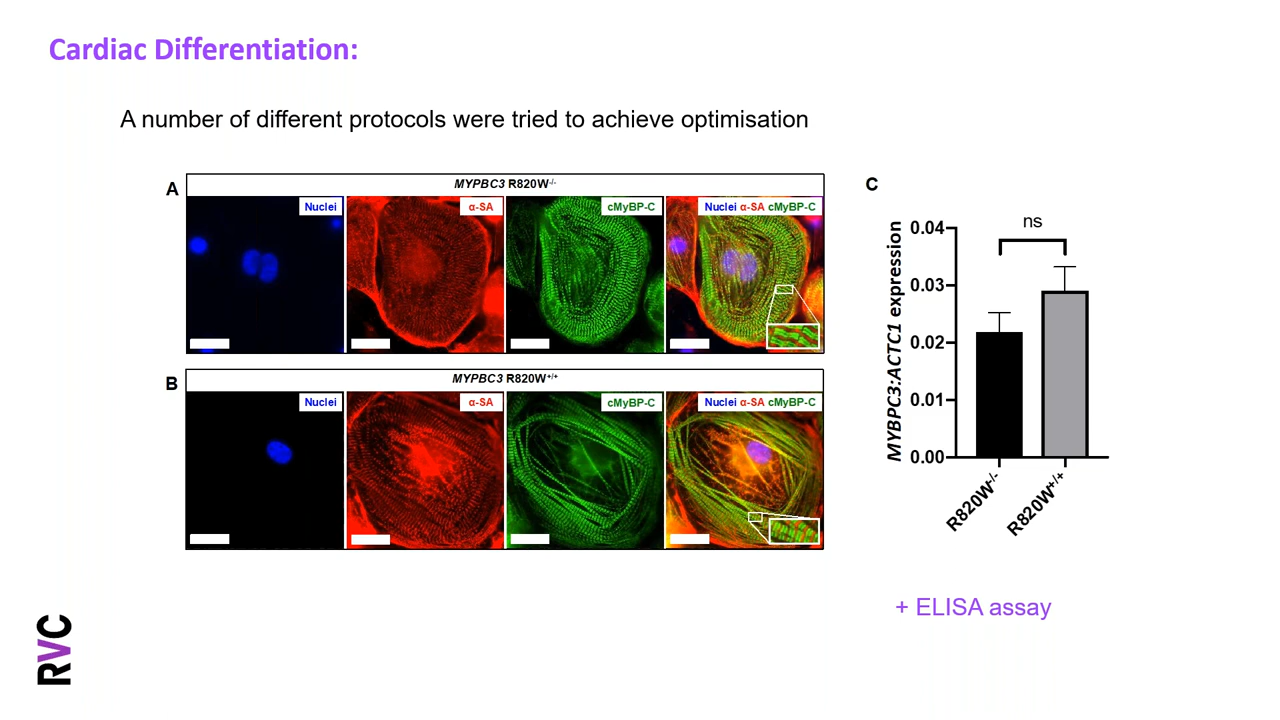 Cardiac Differentiation:
A number of different protocols were tried to achieve optimisation
A
MYPBC3 R820W-/-
Nuclei
α-SA
cMyBP-C
Nuclei α-SA cMyBP-C
B
MYPBC3 R820W+/+
Nuclei
α-SA
cMyBP-C
Nuclei α-SA cMyBP-C
C
ns
MYBPC3:ACTC1 expression
0.04
0.03
0.02
0.01
0.00
R820W-/-
R820W+/+
+ ELISA assay
RVC